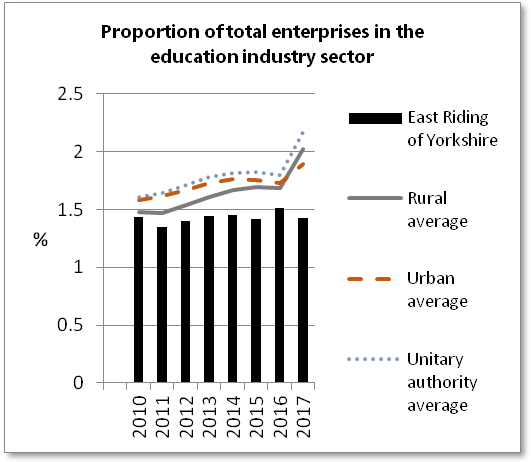 Proportion of total enterprises in the
education industry sector
2.5
2
1.5
1
0.5
0
%
2010
2011
2012
2013
2014
2015
2016
2017
East Riding
of Yorkshire
Rural
average
Urban
average
Unitary
authority
average